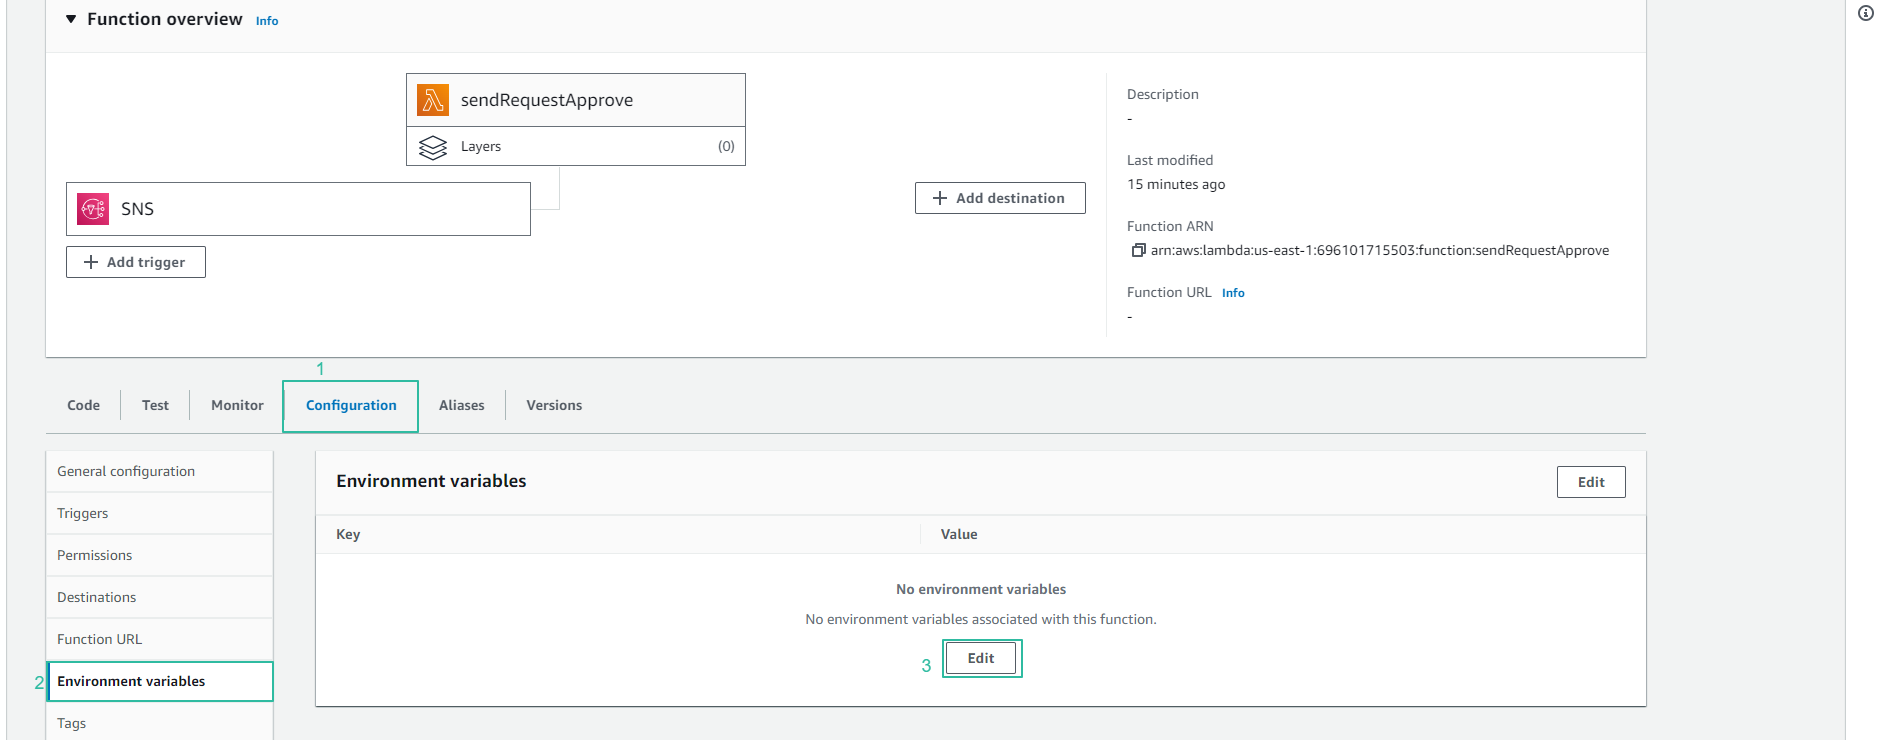 Function overview Info
sendRequestApprove
Layers (0)
SNS
Add trigger
Add destination
Description
-
Last modified
15 minutes ago
Function ARN
arn:aws:lambda:us-east-1:696101715503:function:sendRequestApprove
Function URL Info
-
1
Code Test Monitor Configuration Aliases Versions
General configuration
Triggers
Permissions
Destinations
Function URL
2 Environment variables
Tags
Environment variables Edit
Key Value
No environment variables
No environment variables associated with this function.
3 Edit